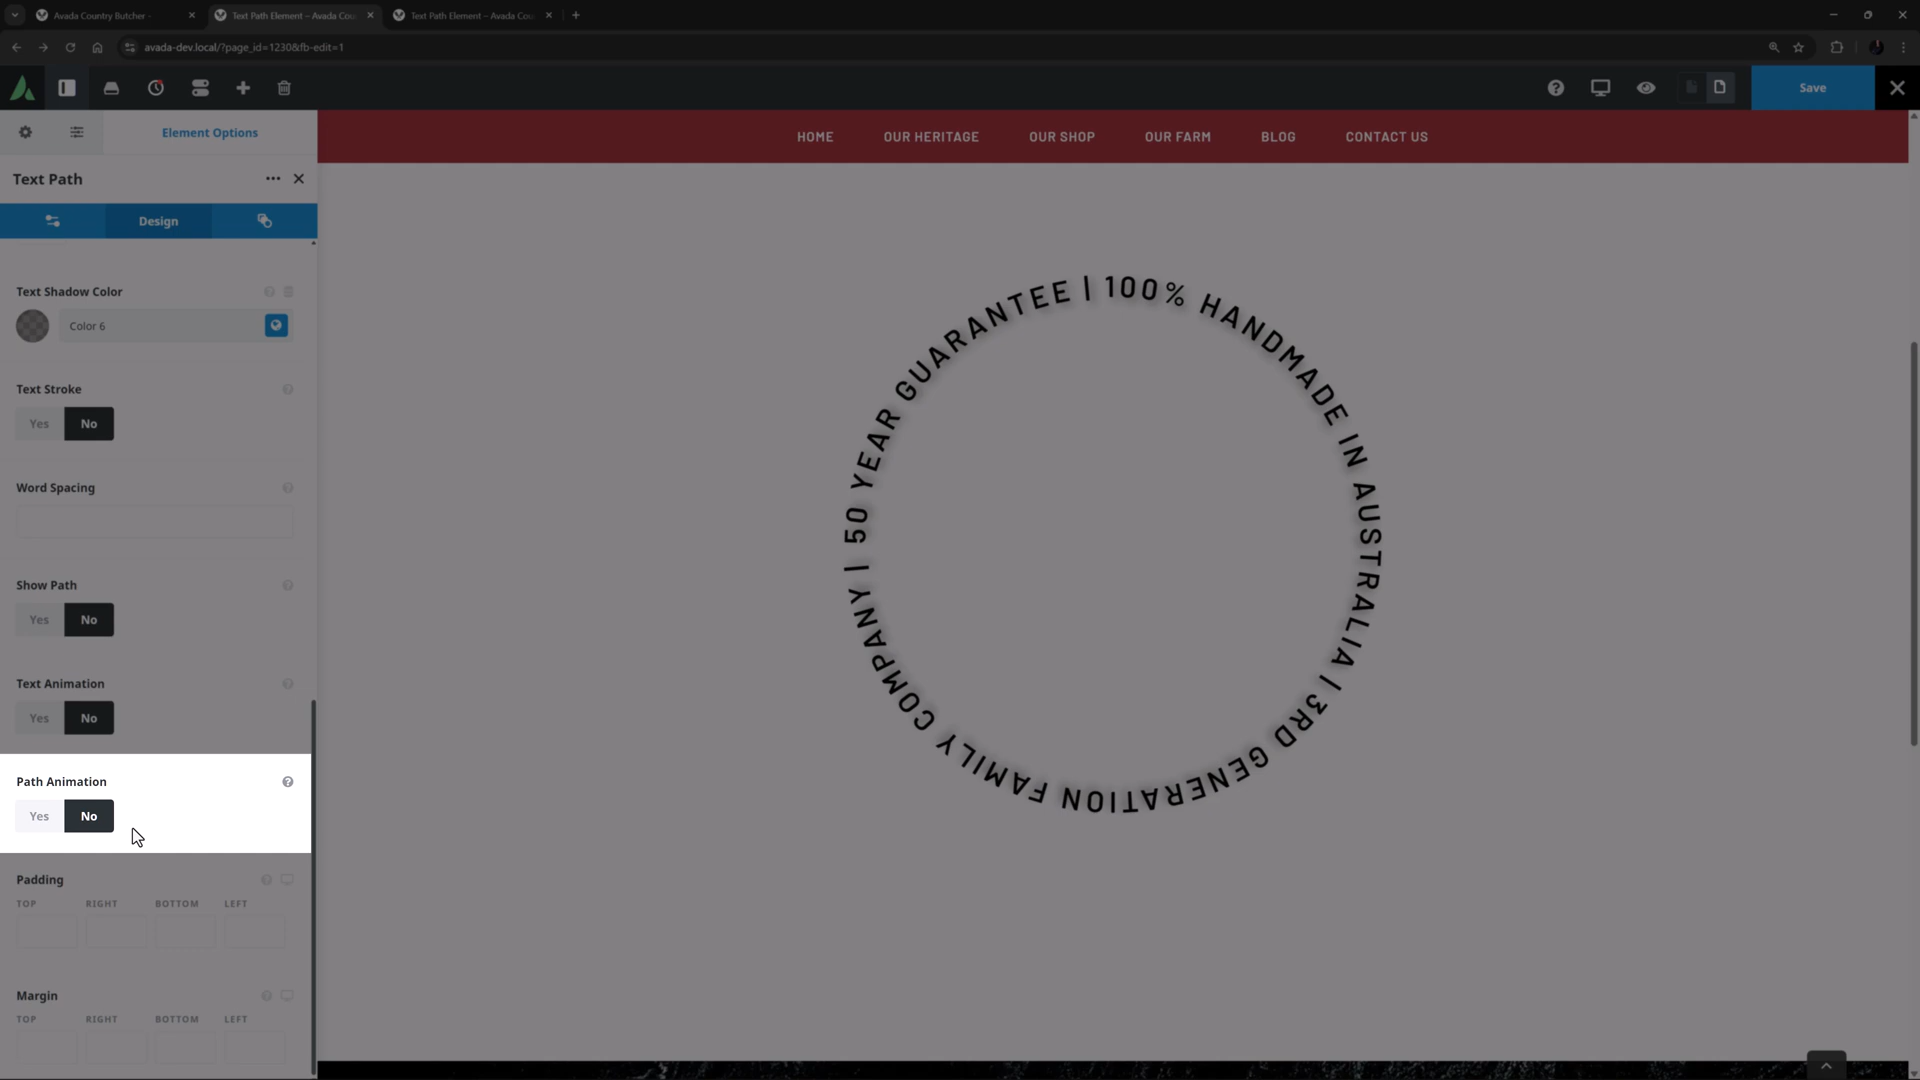 Avada Country Butcher -
Text Path Element – Avada Cou
Text Path Element – Avada Cou
avada-dev.local/?page_id=1230&fb-edit=1
Save
Element Options
HOME OUR HERITAGE OUR SHOP OUR FARM BLOG CONTACT US
Text Path
Design
Text Shadow Color
Color 6
Text Stroke
Yes No
Word Spacing
Show Path
Yes No
Text Animation
Yes No
Path Animation
Yes No
Padding
TOP RIGHT BOTTOM LEFT
Margin
TOP RIGHT BOTTOM LEFT
100% HANDMADE IN AUSTRALIA | 3RD GENERATION FAMILY COMPANY | 50 YEAR GUARANTEE |